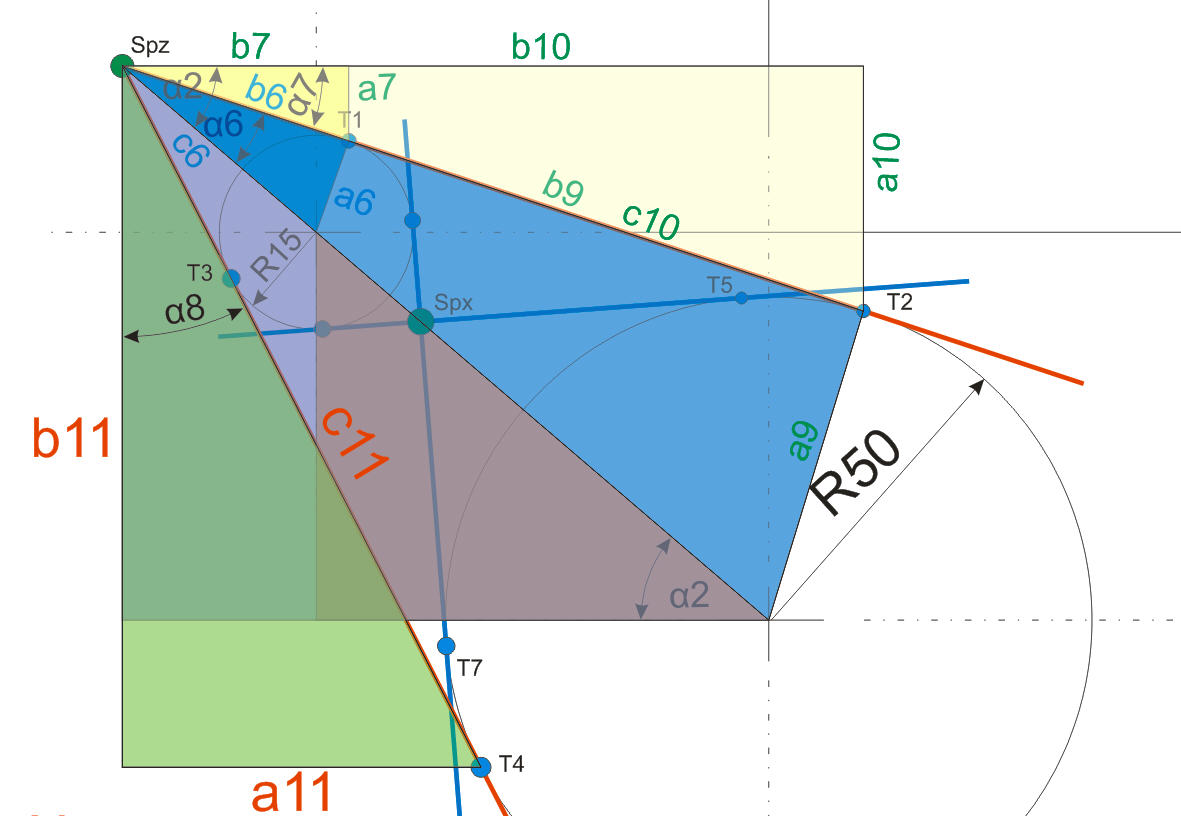 Spz
b7
b10
α2
b6
α7
a7
T1
α6
c6
a10
b9
a6
c10
R15
T3
T5
α8
Spx
T2
b11
c11
a9
R50
α2
T7
T4
a11